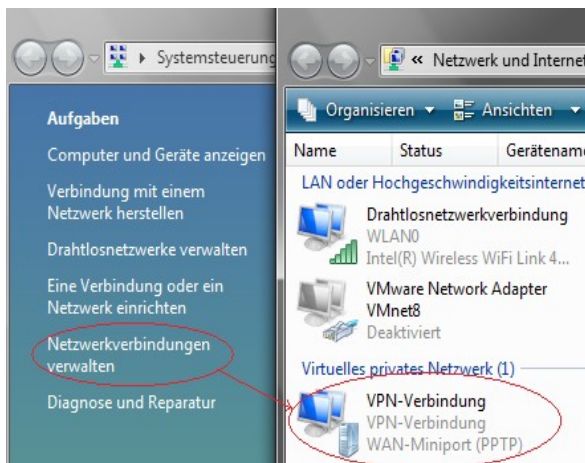 Systemsteuerung
Aufgaben
Computer und Geräte anzeigen
Verbindung mit einem
Netzwerk herstellen
Drahtlosnetzwerke verwalten
Eine Verbindung oder ein
Netzwerk einrichten
Netzwerkverbindungen
verwalten
Diagnose und Reparatur
« Netzwerk und Internet
Organisieren Ansichten
Name Status Gerätename
LAN oder Hochgeschwindigkeitsinternet
Drahtlosnetzwerkverbindung
WLAN0
Intel(R) Wireless WiFi Link 4...
VMware Network Adapter
VMnet8
Deaktiviert
Virtuelles privates Netzwerk (1)
VPN-Verbindung
VPN-Verbindung
WAN-Miniport (PPTP)